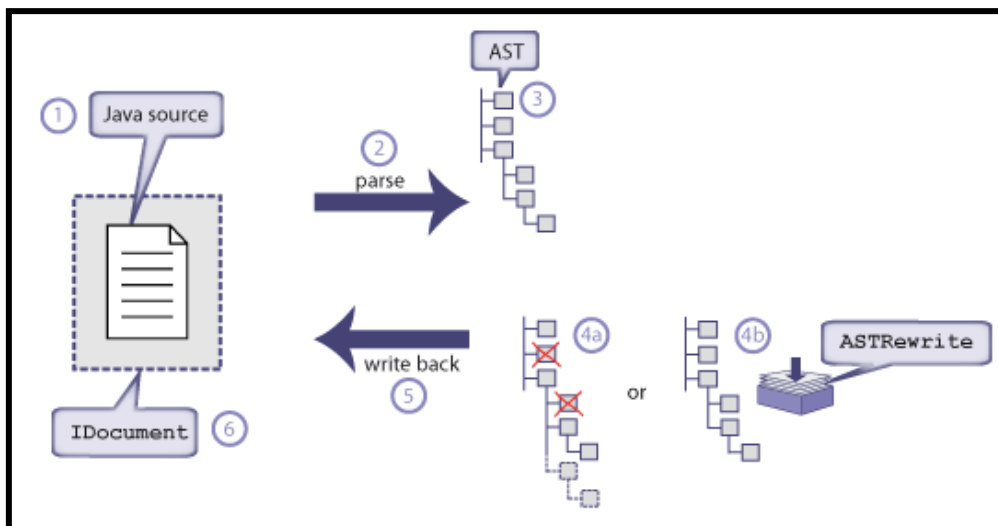 AST
3
1
Java source
2
parse
4a
4b
ASTRewrite
write back
or
5
IDocument
6